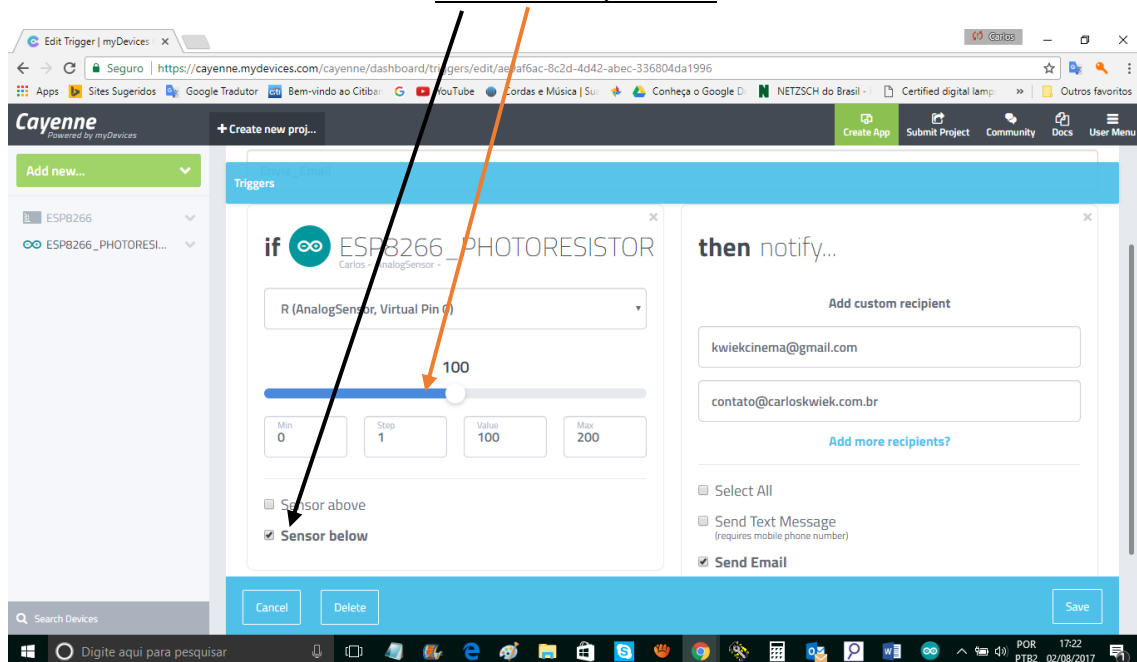 Edit Trigger | myDevices
Carlos
Seguro | https://cayenne.mydevices.com/cayenne/dashboard/triggers/edit/
Apps Sites Sugeridos Google Tradutor Bem-vindo ao Citiban YouTube Cordas e Música | Su Conheça o Google D NETZSCH do Brasil - Certified digital lamp » Outros favoritos
Cayenne
Powered by myDevices
+ Create new proj...
Create App
Submit Project
Community
Docs
User Menu
Add new...
Envia_Email
Triggers
ESP8266
ESP8266_PHOTORESI...
if ESP8266_PHOTORESISTOR
Carlos - AnalogSensor -
R (AnalogSensor, Virtual Pin 0)
100
Min
0
Step
1
Value
100
Max
200
Sensor above
Sensor below
then notify...
Add custom recipient
kwiekcinema@gmail.com
contato@carloskwiek.com.br
Add more recipients?
Select All
Send Text Message
(requires mobile phone number)
Send Email
Search Devices
Cancel
Delete
Save
Digite aqui para pesquisar
POR
PTB2
17:22
02/08/2017